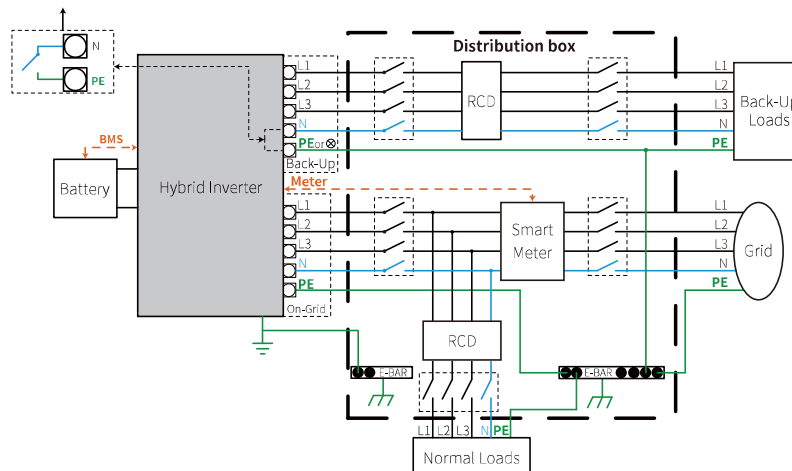 N
PE
Distribution box
L1
L2
L3
N
PEor⊗
Back-Up
RCD
L1
L2
L3
N
PE
Back-Up
Loads
BMS
Battery
Hybrid Inverter
Meter
L1
L2
L3
N
PE
On-Grid
Smart
Meter
L1
L2
L3
N
PE
Grid
RCD
E-BAR
E-BAR
L1 L2 L3 N PE
Normal Loads